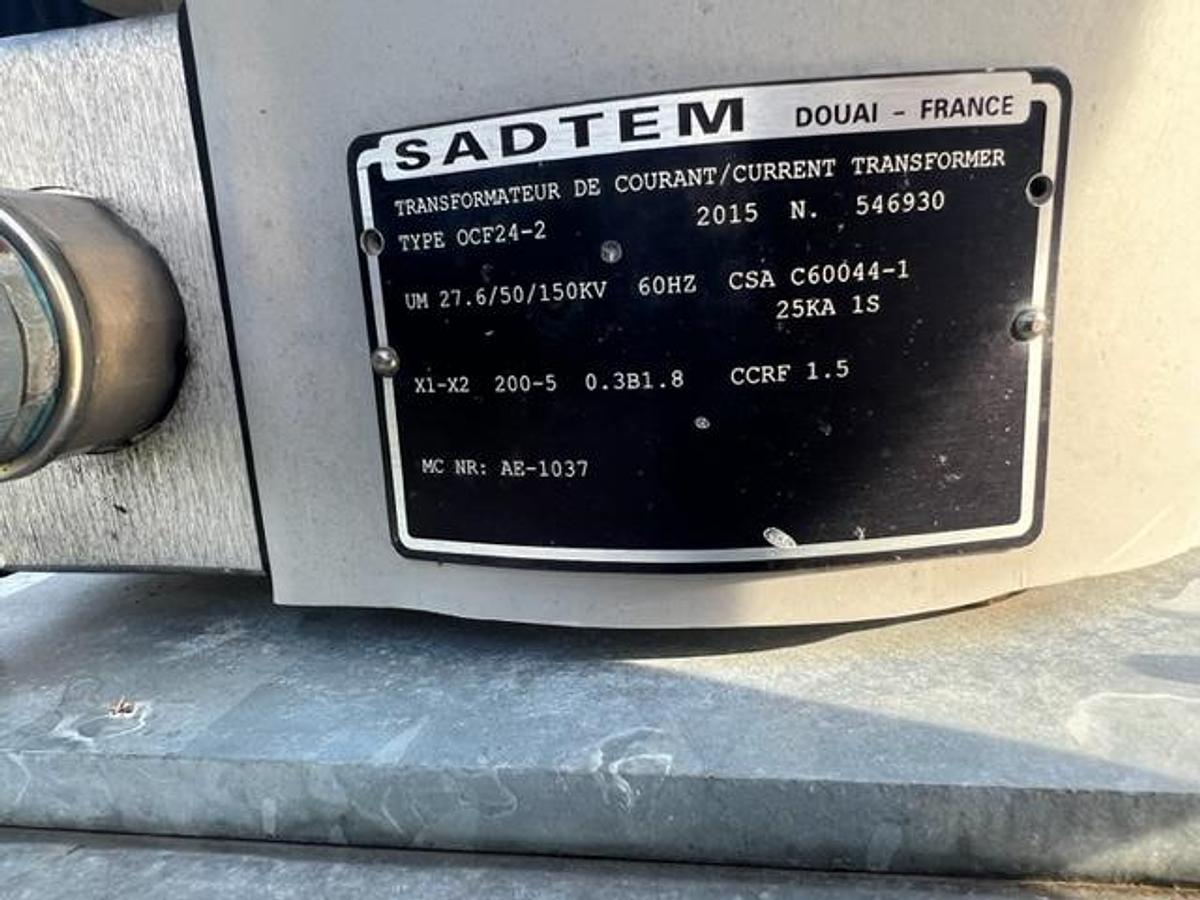 SADTEM DOUAI - FRANCE
TRANSFORMATEUR DE COURANT/CURRENT TRANSFORMER
TYPE OCF24-2 2015 N. 546930
UM 27.6/50/150KV 60HZ CSA C60044-1
25KA 1S
X1-X2 200-5 0.3B1.8 CCRF 1.5
MC NR: AE-1037